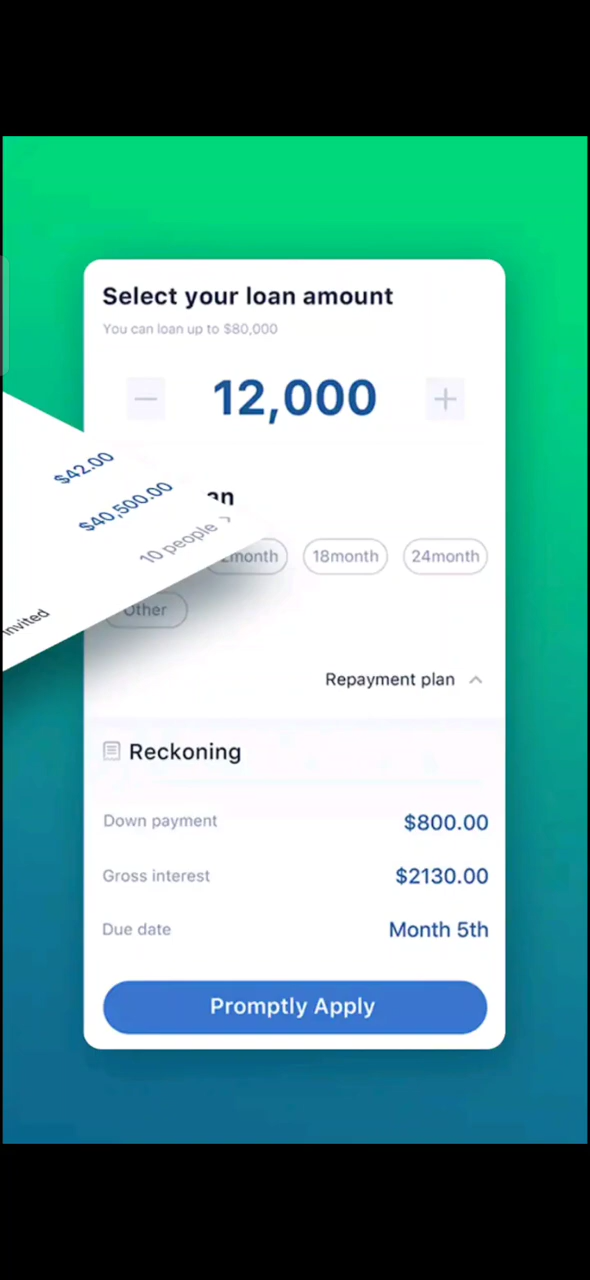 Select your loan amount
You can loan up to $80,000
12,000
$42.00
$40,500.00
10 people
invited
18month
24month
Other
Repayment plan
Reckoning
Down payment
$800.00
Gross interest
$2130.00
Due date
Month 5th
Promptly Apply